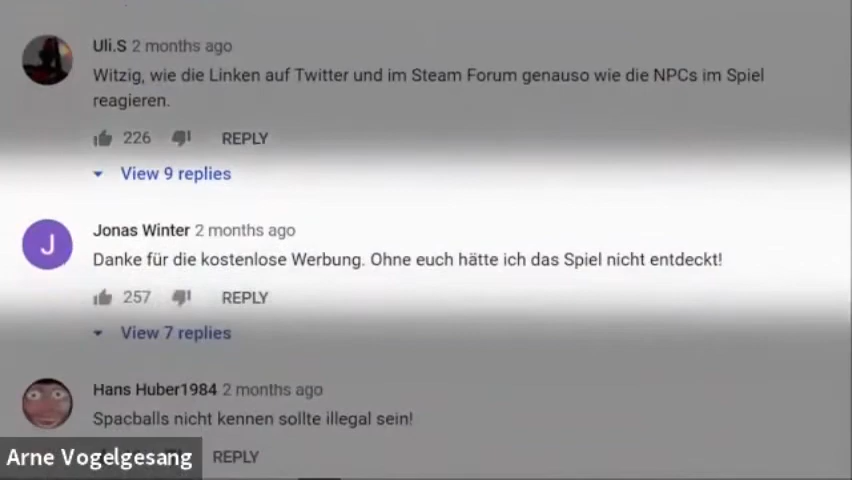 Uli.S 2 months ago
Witzig, wie die Linken auf Twitter und im Steam Forum genauso wie die NPCs im Spiel
reagieren.
226 REPLY
View 9 replies
J
Jonas Winter 2 months ago
Danke für die kostenlose Werbung. Ohne euch hätte ich das Spiel nicht entdeckt!
257 REPLY
View 7 replies
Hans Huber1984 2 months ago
Spacballs nicht kennen sollte illegal sein!
REPLY
Arne Vogelgesang